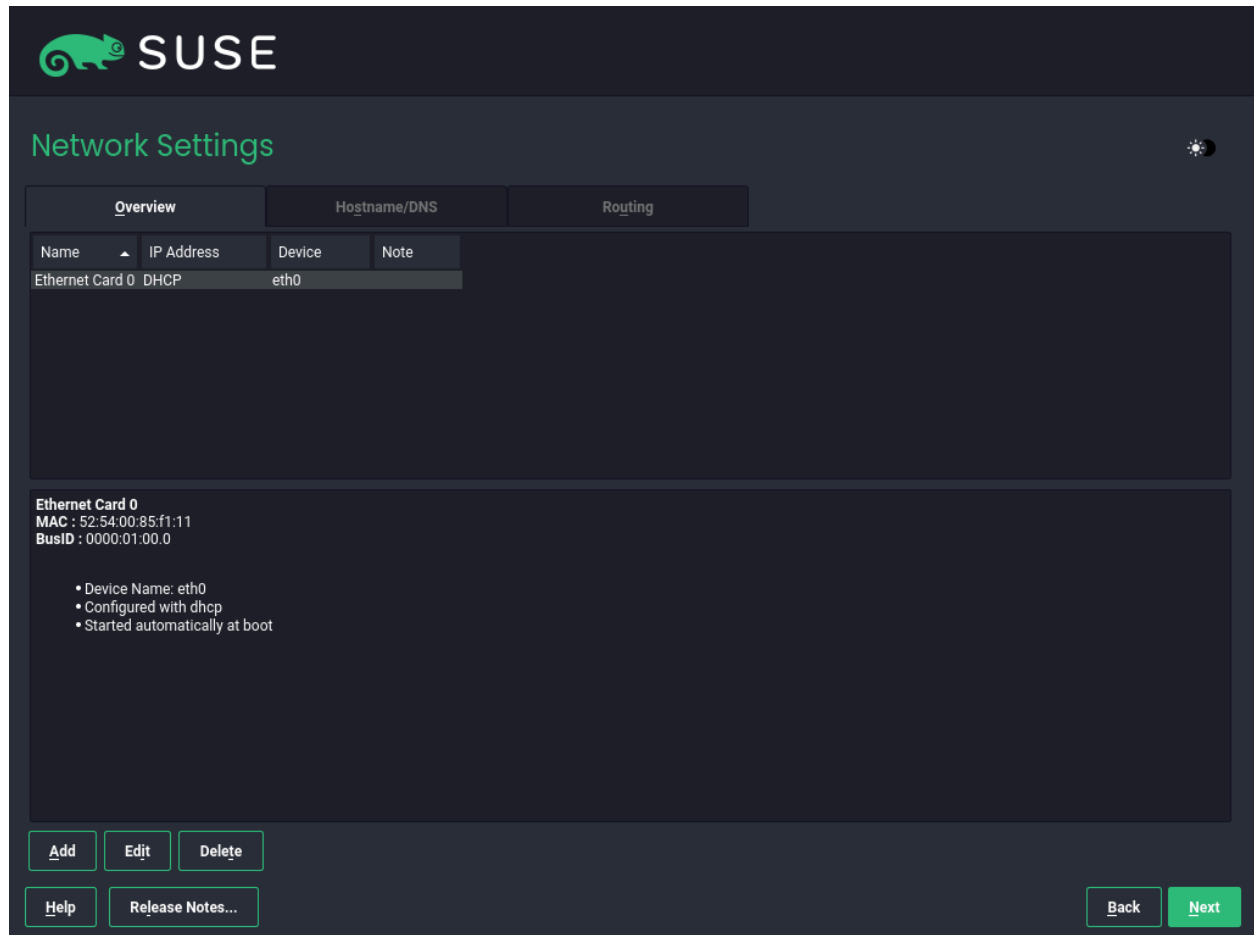 SUSE
Network Settings
Overview Hostname/DNS Routing
Name IP Address Device Note
Ethernet Card 0 DHCP eth0
Ethernet Card 0
MAC : 52:54:00:85:f1:11
BusID : 0000:01:00.0
• Device Name: eth0
• Configured with dhcp
• Started automatically at boot
Add Edit Delete
Help Release Notes... Back Next